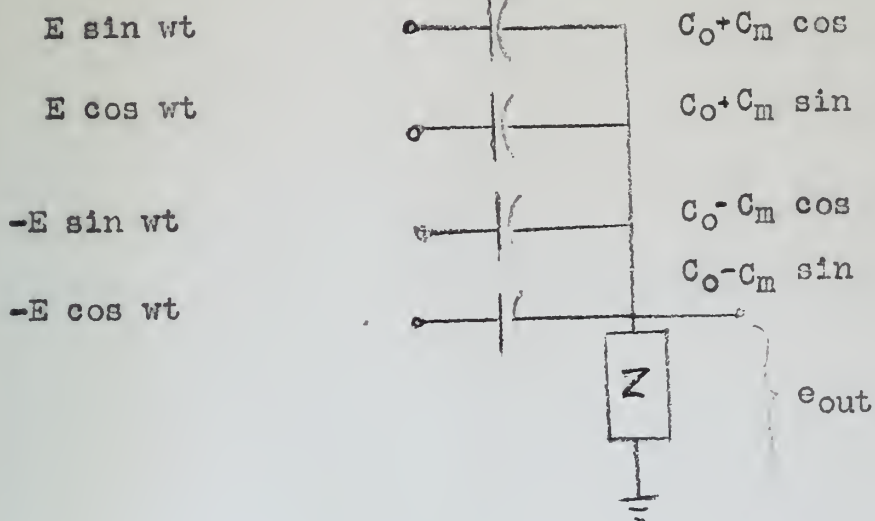 E sin wt
C₀+Cₘ cos
E cos wt
C₀+Cₘ sin
-E sin wt
C₀-Cₘ cos
C₀-Cₘ sin
-E cos wt
Z
e_out